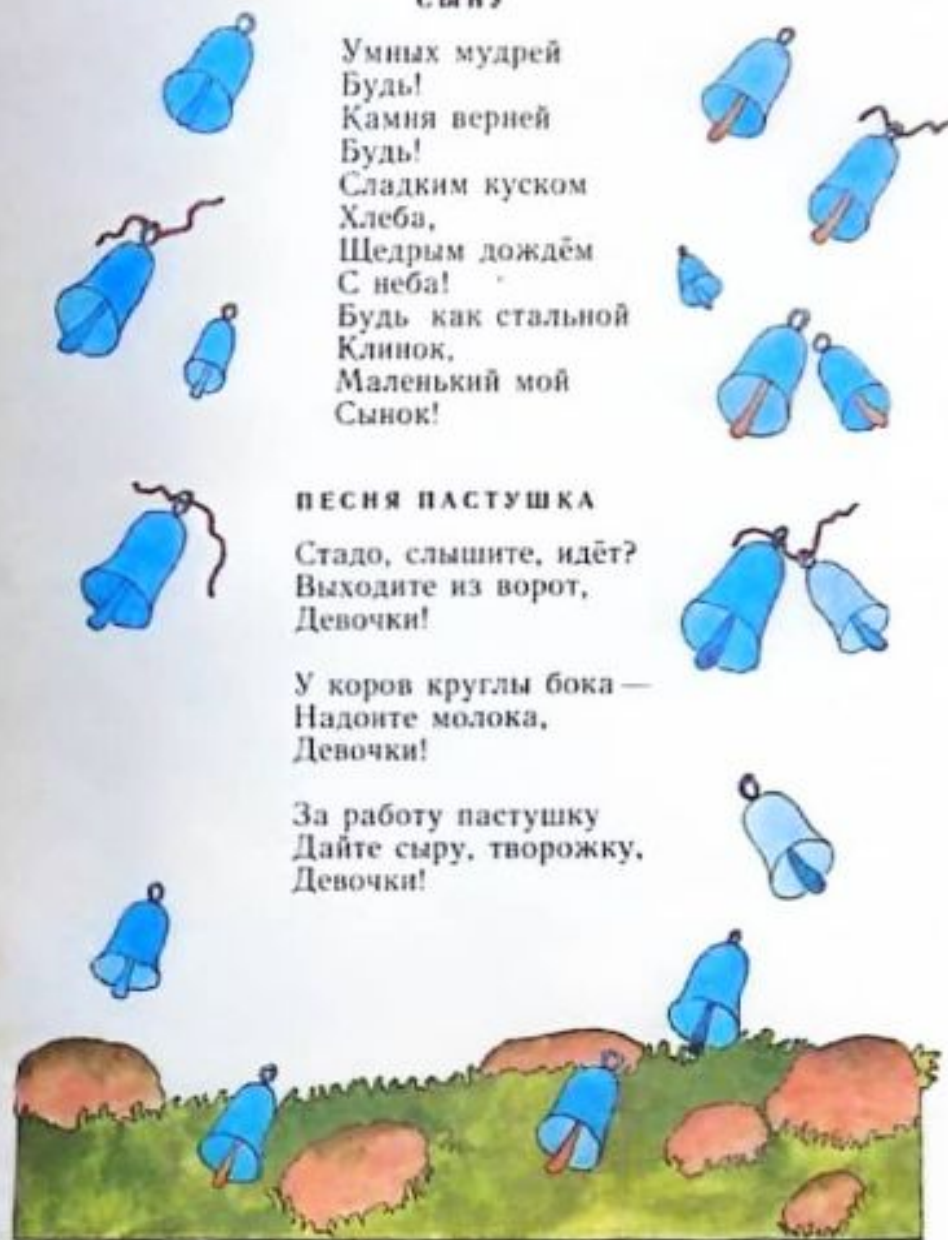 СЫНУ
Умных мудрей
Будь!
Камня верней
Будь!
Сладким куском
Хлеба,
Щедрым дождём
С неба!
Будь как стальной
Клинок,
Маленький мой
Сынок!
ПЕСНЯ ПАСТУШКА
Стадо, слышите, идёт?
Выходите из ворот,
Девочки!
У коров круглы бока —
Надоите молока,
Девочки!
За работу пастушку
Дайте сыру, творожку,
Девочки!